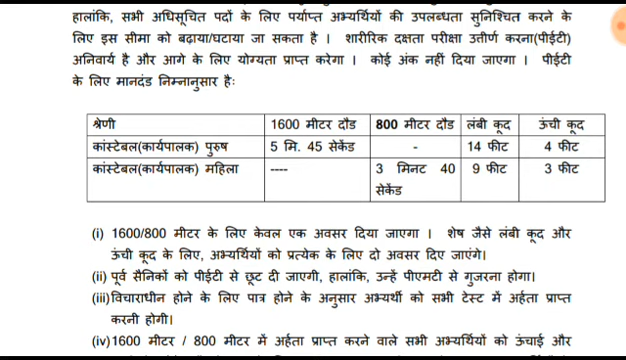 हालांकि, सभी अधिसूचित पदों के लिए पर्याप्त अभ्यर्थियों की उपलब्धता सुनिश्चित करने के
लिए इस सीमा को बढ़ाया/घटाया जा सकता है । शारीरिक दक्षता परीक्षा उत्तीर्ण करना(पीईटी)
अनिवार्य है और आगे के लिए योग्यता प्राप्त करेगा । कोई अंक नहीं दिया जाएगा । पीईटी
के लिए मानदंड निम्नानुसार है:
श्रेणी 1600 मीटर दौड 800 मीटर दौड लंबी कूद ऊंची कूद
कांस्टेबल(कार्यपालक) पुरुष 5 मि. 45 सेकेंड - 14 फीट 4 फीट
कांस्टेबल(कार्यपालक) महिला ---- 3 मिनट 40 9 फीट 3 फीट
सेकेंड
(i) 1600/800 मीटर के लिए केवल एक अवसर दिया जाएगा । शेष जैसे लंबी कूद और
ऊंची कूद के लिए, अभ्यर्थियों को प्रत्येक के लिए दो अवसर दिए जाएंगे।
(ii) पूर्व सैनिकों को पीईटी से छूट दी जाएगी, हालांकि, उन्हें पीएमटी से गुजरना होगा।
(iii)विचाराधीन होने के लिए पात्र होने के अनुसार अभ्यर्थी को सभी टेस्ट में अर्हता प्राप्त
करनी होगी।
(iv)1600 मीटर / 800 मीटर में अर्हता प्राप्त करने वाले सभी अभ्यर्थियों को ऊंचाई और